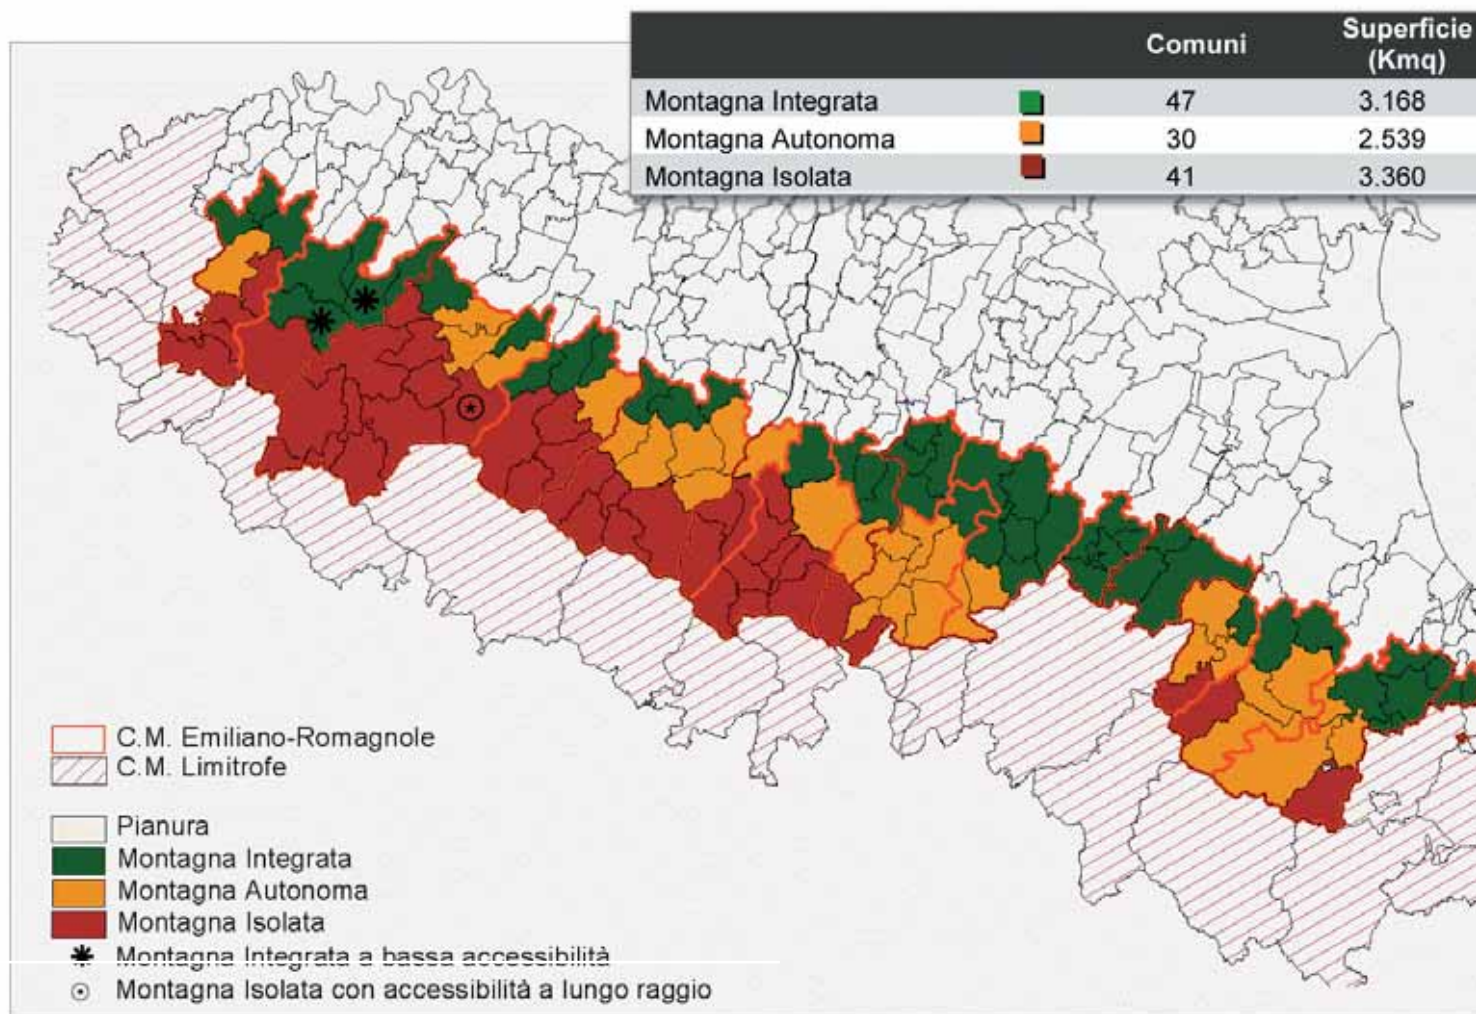 Comuni Superficie (Kmq)
Montagna Integrata 47 3.168
Montagna Autonoma 30 2.539
Montagna Isolata 41 3.360
C.M. Emiliano-Romagnole
C.M. Limitrofe
Pianura
Montagna Integrata
Montagna Autonoma
Montagna Isolata
Montagna Integrata a bassa accessibilità
Montagna Isolata con accessibilità a lungo raggio